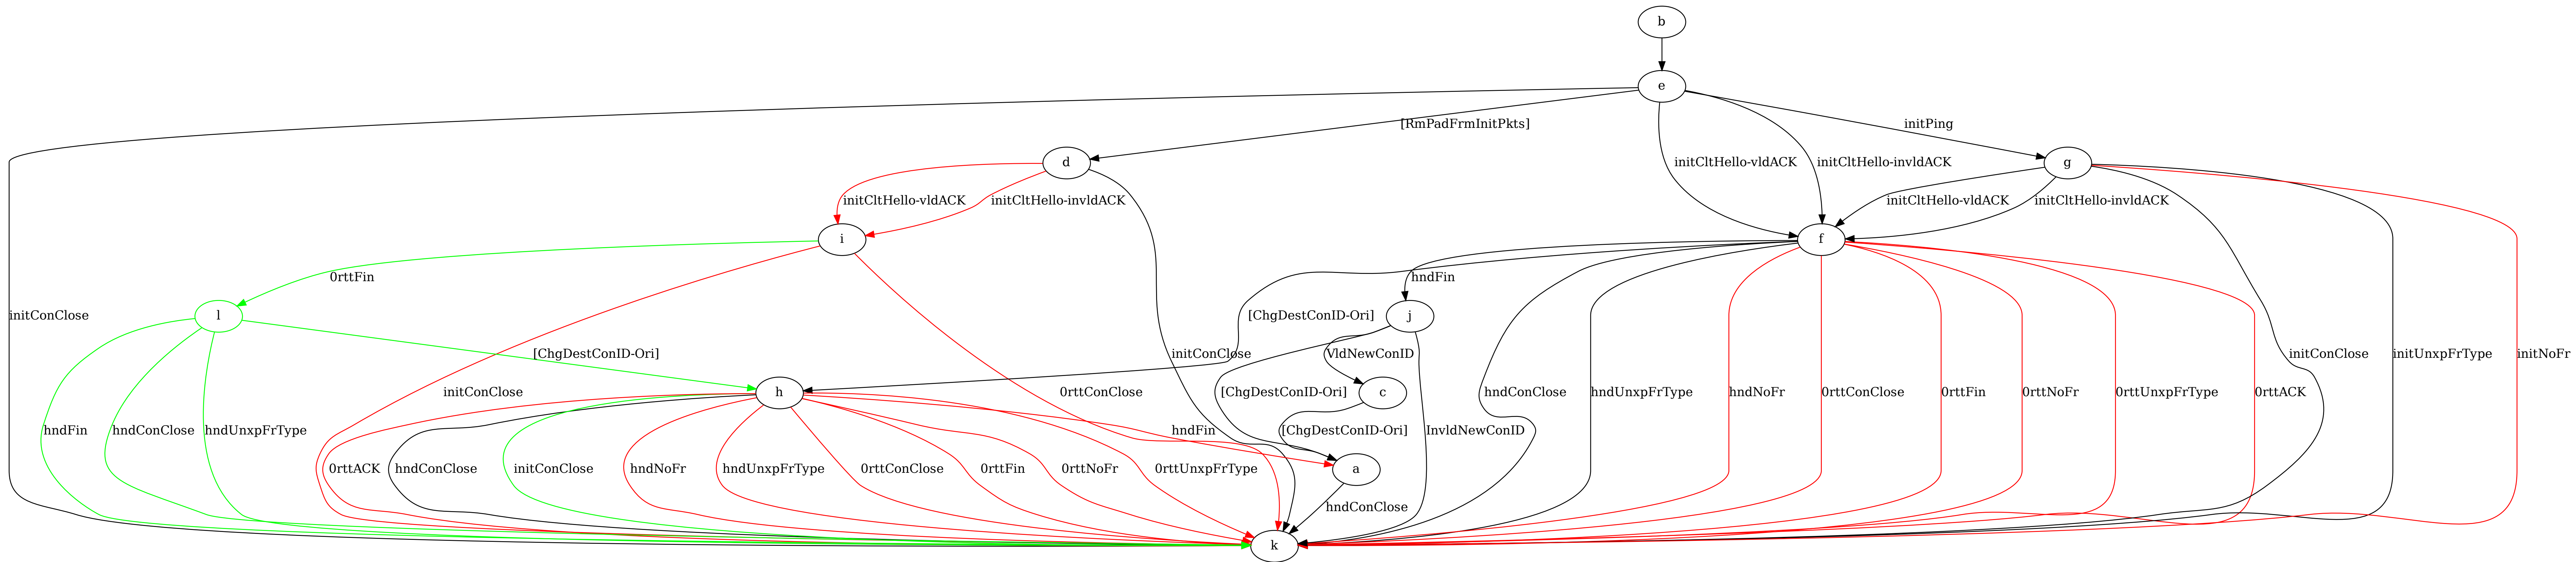 b
e
[RmPadFrmInitPkts]
initPing
d
initCltHello-vldACK
initCltHello-invldACK
g
initCltHello-vldACK
initCltHello-invldACK
initCltHello-vldACK
initCltHello-invldACK
i
f
0rttFin
hndFin
initConClose
l
[ChgDestConID-Ori]
j
[ChgDestConID-Ori]
initConClose
VldNewConID
initConClose
initUnxpFrType
initNoFr
initConClose
h
0rttConClose
[ChgDestConID-Ori]
c
hndConClose
hndUnxpFrType
hndNoFr
0rttConClose
0rttFin
0rttNoFr
0rttUnxpFrType
0rttACK
hndFin
hndConClose
hndUnxpFrType
hndFin
[ChgDestConID-Ori]
InvldNewConID
0rttACK
hndConClose
initConClose
hndNoFr
hndUnxpFrType
0rttConClose
0rttFin
0rttNoFr
0rttUnxpFrType
a
hndConClose
k